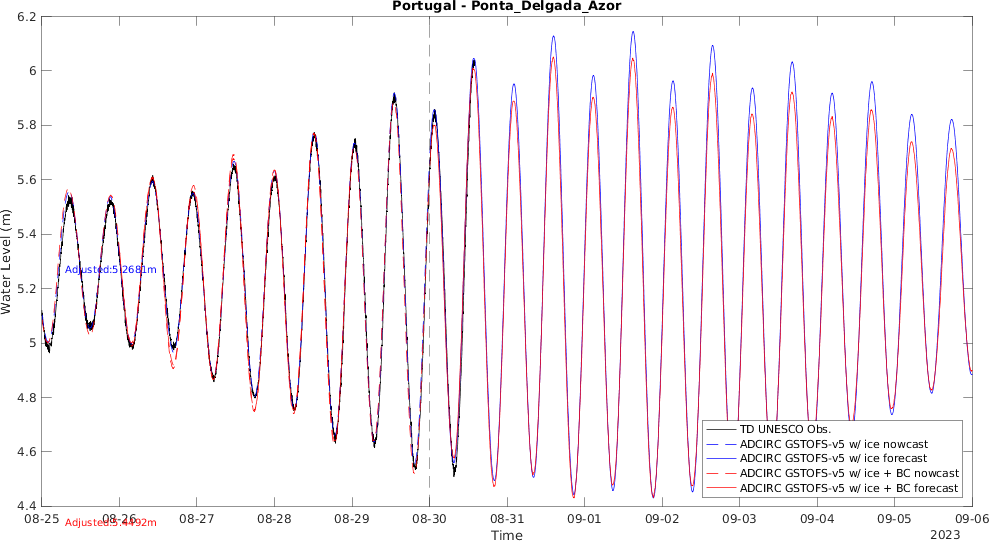 Portugal - Ponta_Delgada_Azor
6.2
6
5.8
5.6
5.4
5.2
5
4.8
4.6
4.4
Water Level (m)
Adjusted:5.2681m
Adjusted:5.4492m
TD UNESCO Obs.
ADCIRC GSTOFS-v5 w/ ice nowcast
ADCIRC GSTOFS-v5 w/ ice forecast
ADCIRC GSTOFS-v5 w/ ice + BC nowcast
ADCIRC GSTOFS-v5 w/ ice + BC forecast
08-25 08-26 08-27 08-28 08-29 08-30 08-31 09-01 09-02 09-03 09-04 09-05 09-06
Time
2023